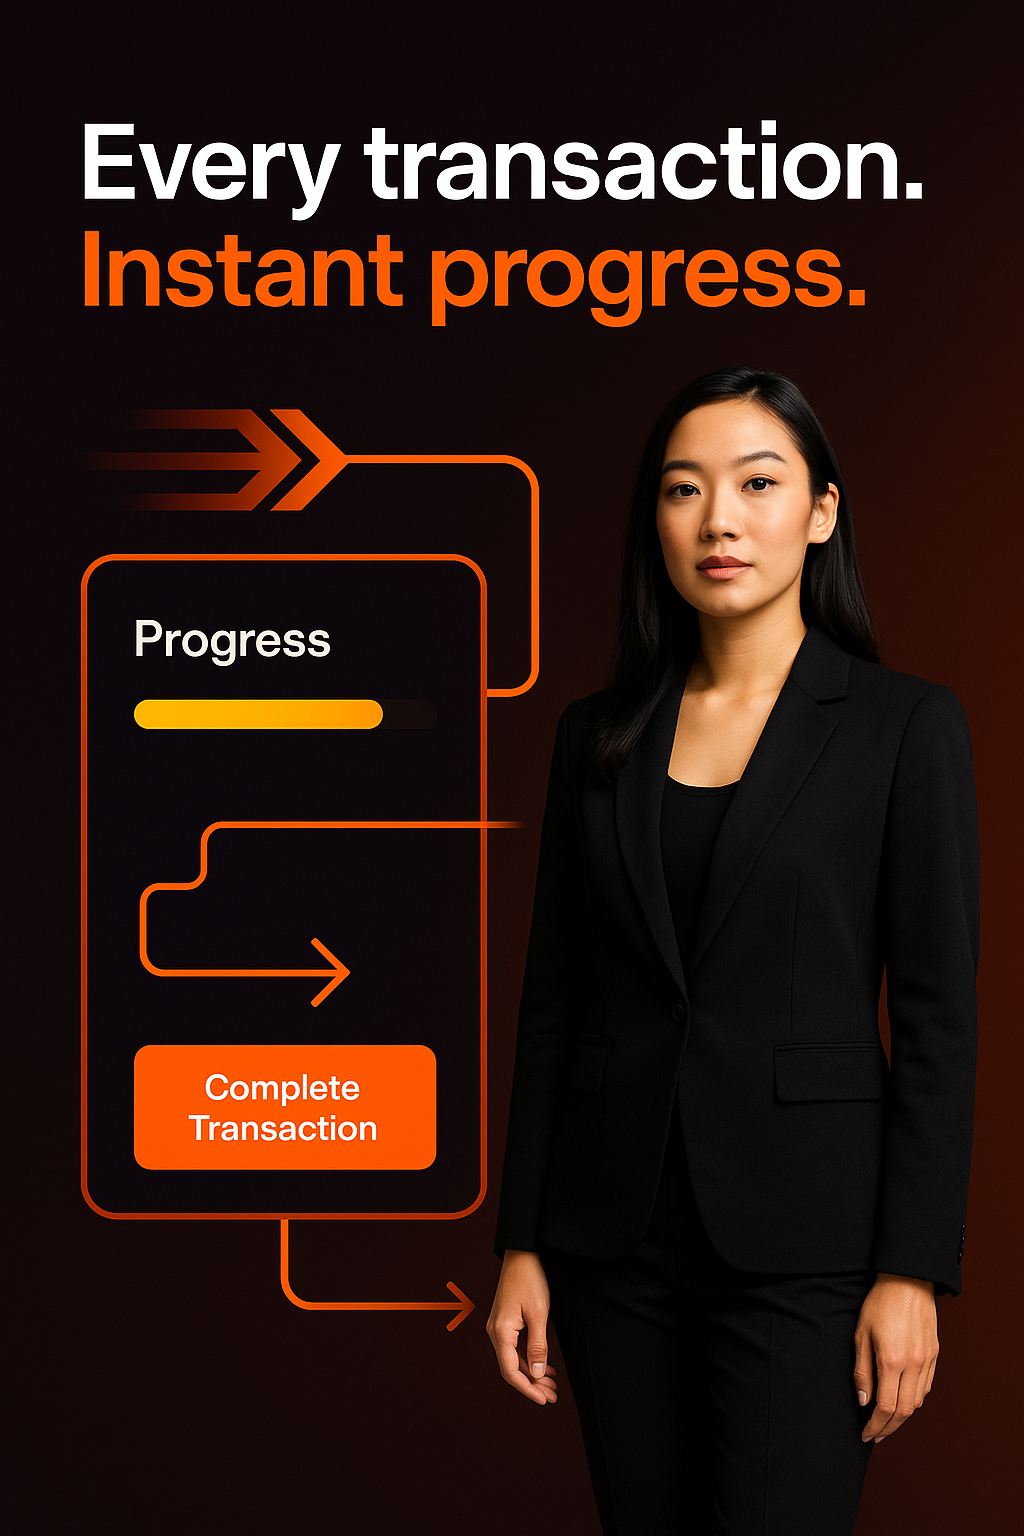 Every transaction.
Instant progress.
Progress
Complete
Transaction